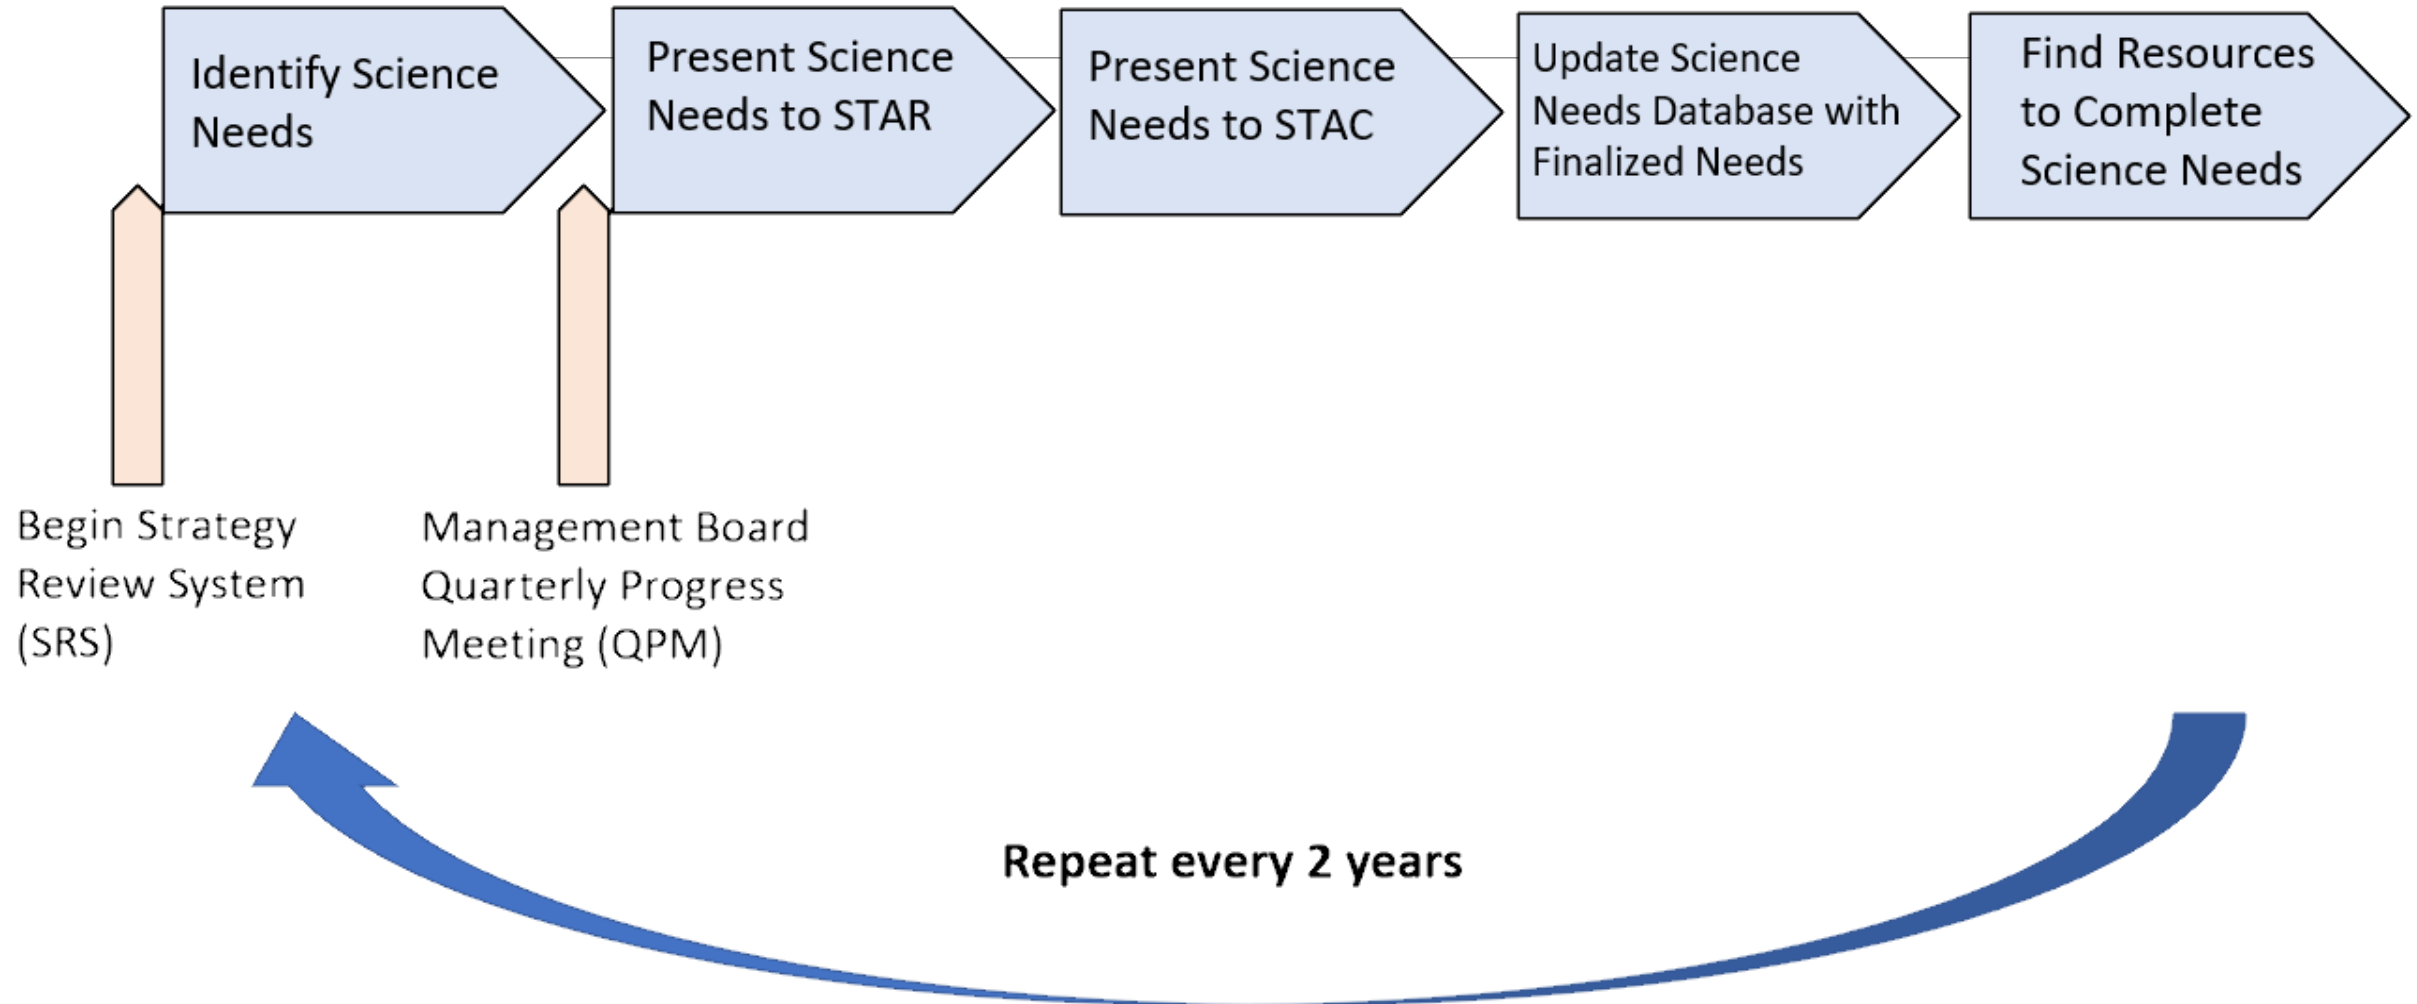 Identify Science
Needs
Present Science
Needs to STAR
Present Science
Needs to STAC
Update Science
Needs Database with
Finalized Needs
Find Resources
to Complete
Science Needs
Begin Strategy
Review System
(SRS)
Management Board
Quarterly Progress
Meeting (QPM)
Repeat every 2 years